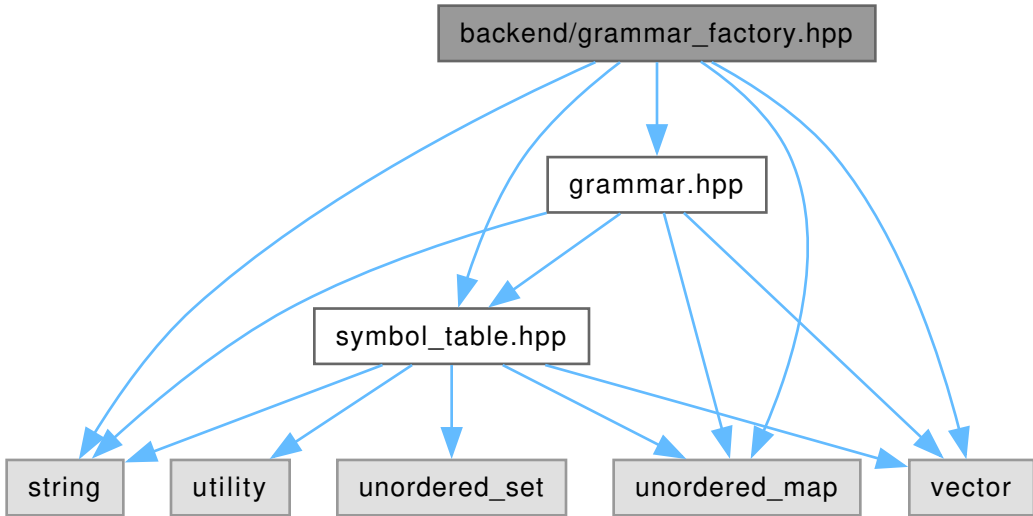 backend/grammar_factory.hpp
grammar.hpp
symbol_table.hpp
string
utility
unordered_set
unordered_map
vector